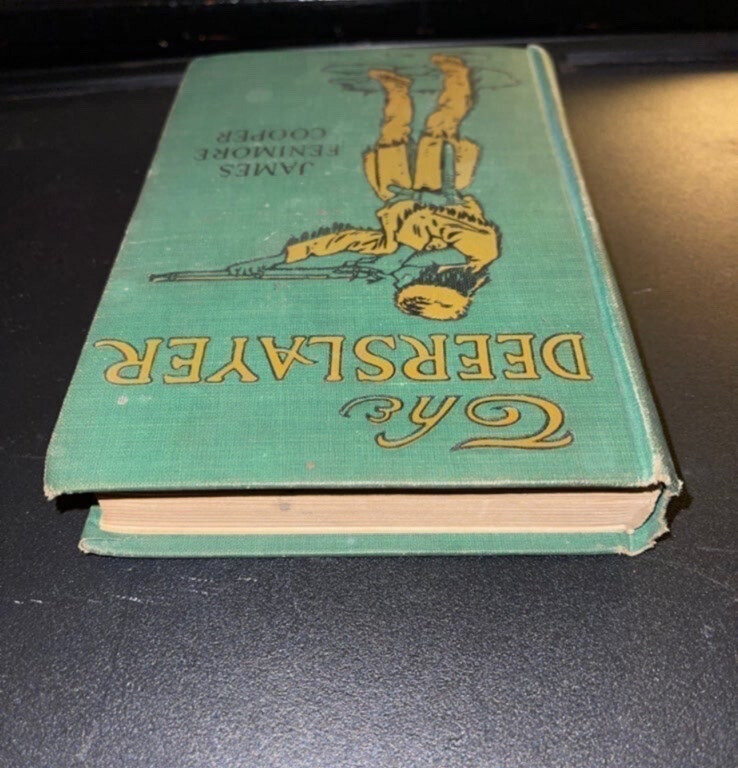 The
DEERSLAYER
JAMES
FENIMORE
COOPER